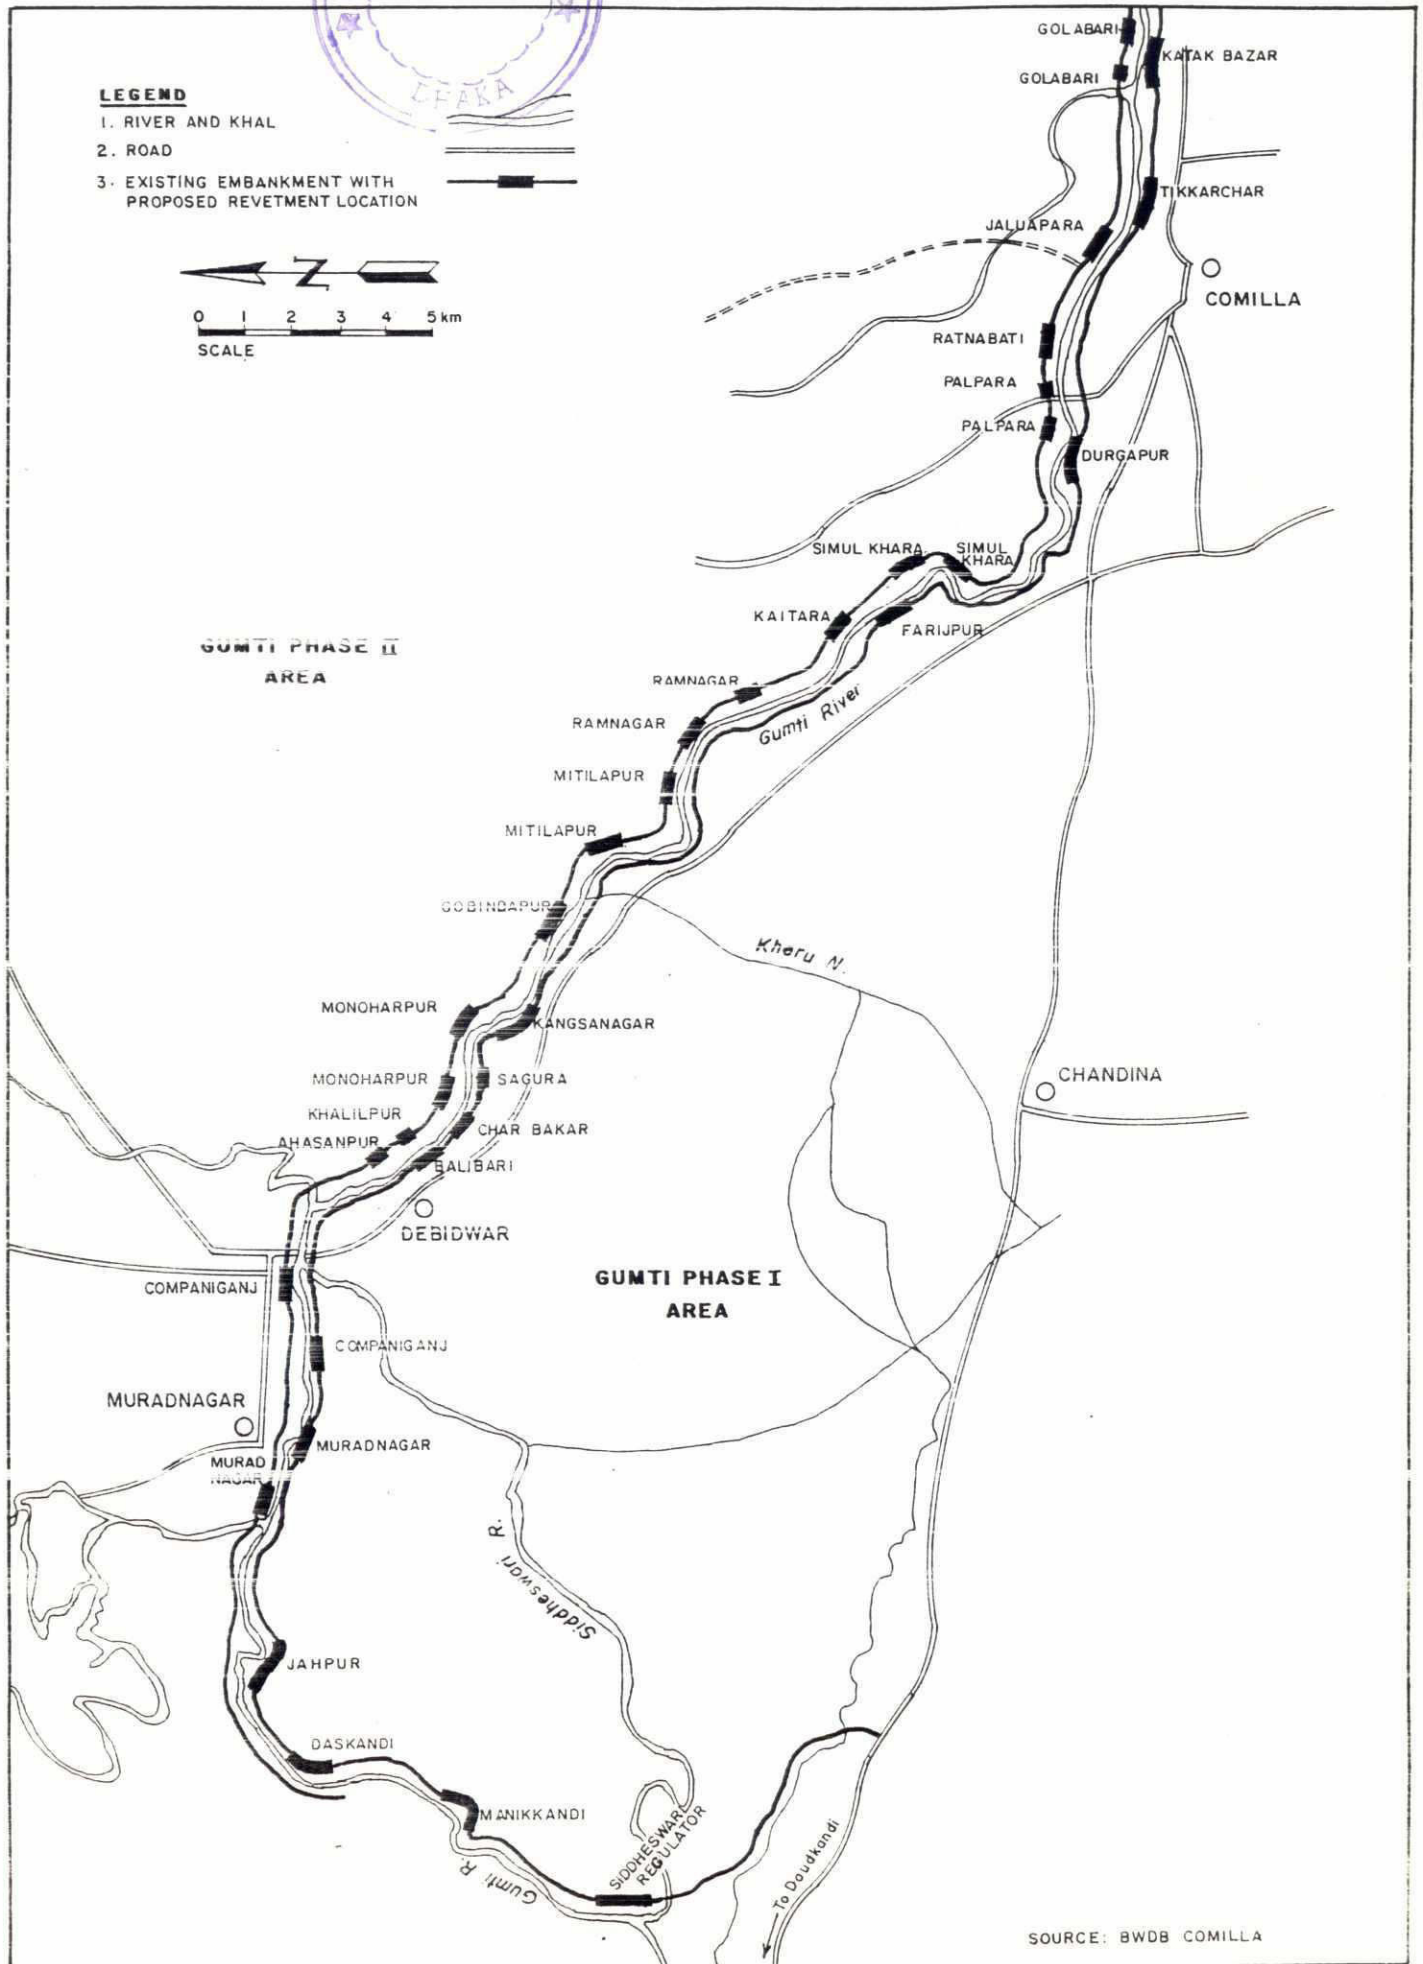 DHAKA
LEGEND
1. RIVER AND KHAL
2. ROAD
3. EXISTING EMBANKMENT WITH
PROPOSED REVETMENT LOCATION
N
0 1 2 3 4 5 km
SCALE
GOLABARI
KATAK BAZAR
GOLABARI
TIKKARCHAR
JALUAPARA
COMILLA
RATNABATI
PALPARA
PALPARA
DURGAPUR
SIMUL KHARA
SIMUL
KHARA
KAITARA
FARIJPUR
GUMTI PHASE II
AREA
RAMNAGAR
Gumti River
RAMNAGAR
MITILAPUR
MITILAPUR
GOBINDAPUR
Kharu N.
MONOHARPUR
KANGSANAGAR
CHANDINA
MONOHARPUR
SAGURA
KHALILPUR
CHAR BAKAR
AHASANPUR
BALIBARI
DEBIDWAR
COMPANIGANJ
GUMTI PHASE I
AREA
COMPANIGANJ
MURADNAGAR
MURADNAGAR
MURAD
NAGAR
Siddheswari R.
JAHPUR
DASKANDI
MANIKKANDI
SIDDHESWARI
REGULATOR
Gumti R.
To Doudkandi
SOURCE: BWDB COMILLA